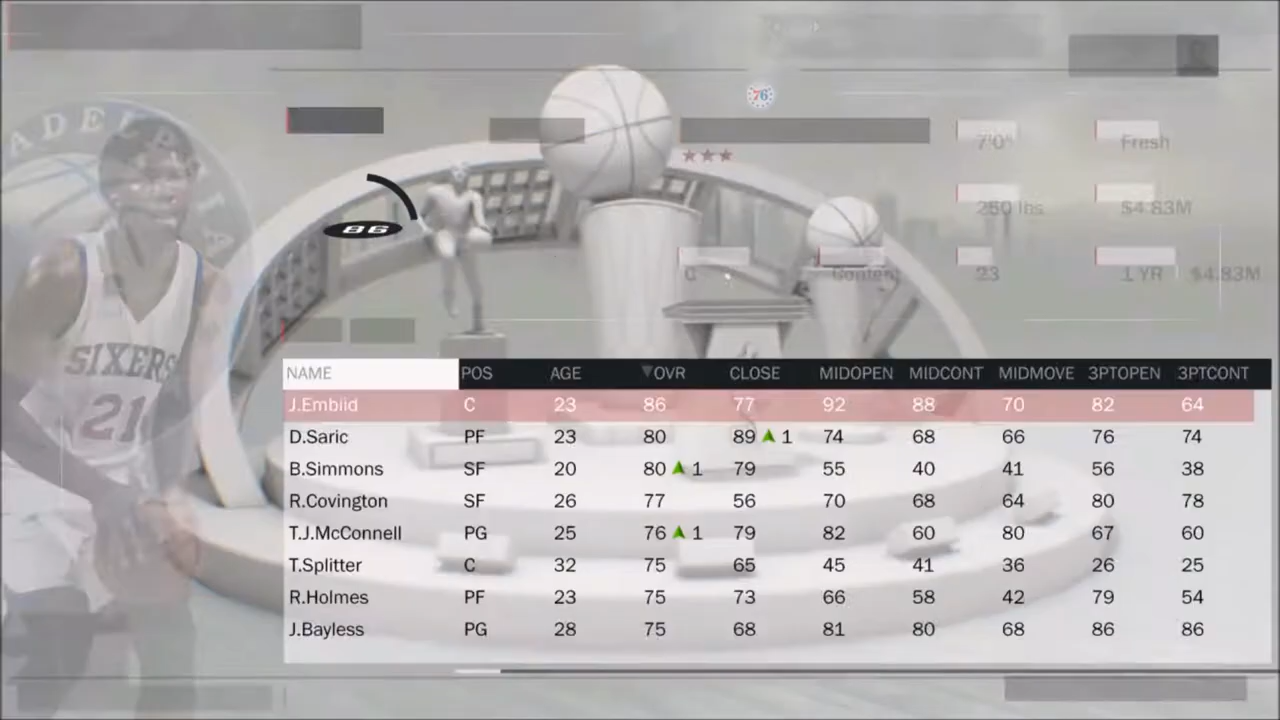 ADEL
76
★★★
7'0"
Fresh
86
250 lbs
$4.83M
C
Content
23
1 YR $4.83M
SIXERS
21
NAME POS AGE OVR CLOSE MIDOPEN MIDCONT MIDMOVE 3PTOPEN 3PTCONT
J.Embiid C 23 86 77 92 88 70 82 64
D.Saric PF 23 80 89 1 74 68 66 76 74
B.Simmons SF 20 80 1 79 55 40 41 56 38
R.Covington SF 26 77 56 70 68 64 80 78
T.J.McConnell PG 25 76 1 79 82 60 80 67 60
T.Splitter C 32 75 65 45 41 36 26 25
R.Holmes PF 23 75 73 66 58 42 79 54
J.Bayless PG 28 75 68 81 80 68 86 86